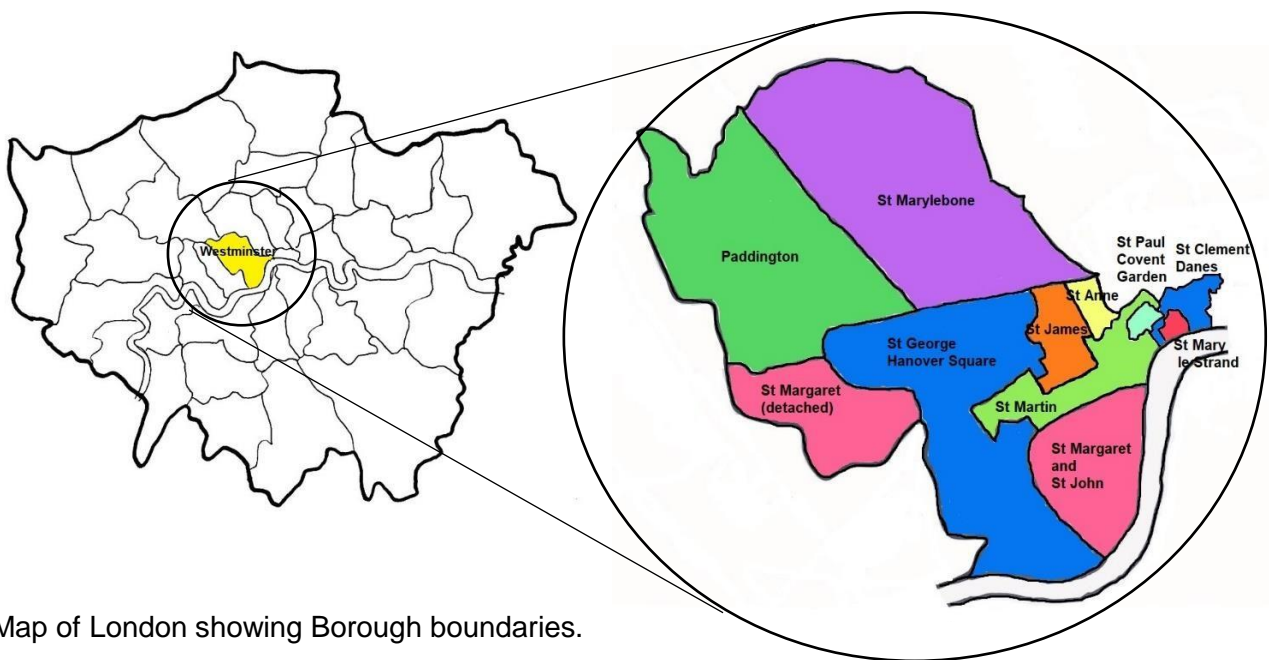 Westminster
St Marylebone
Paddington
St Paul
Covent
Garden
St Clement
Danes
St Anne
St James
St George
Hanover Square
St Mary
le Strand
St Margaret
(detached)
St Martin
St Margaret
and
St John
Map of London showing Borough boundaries.